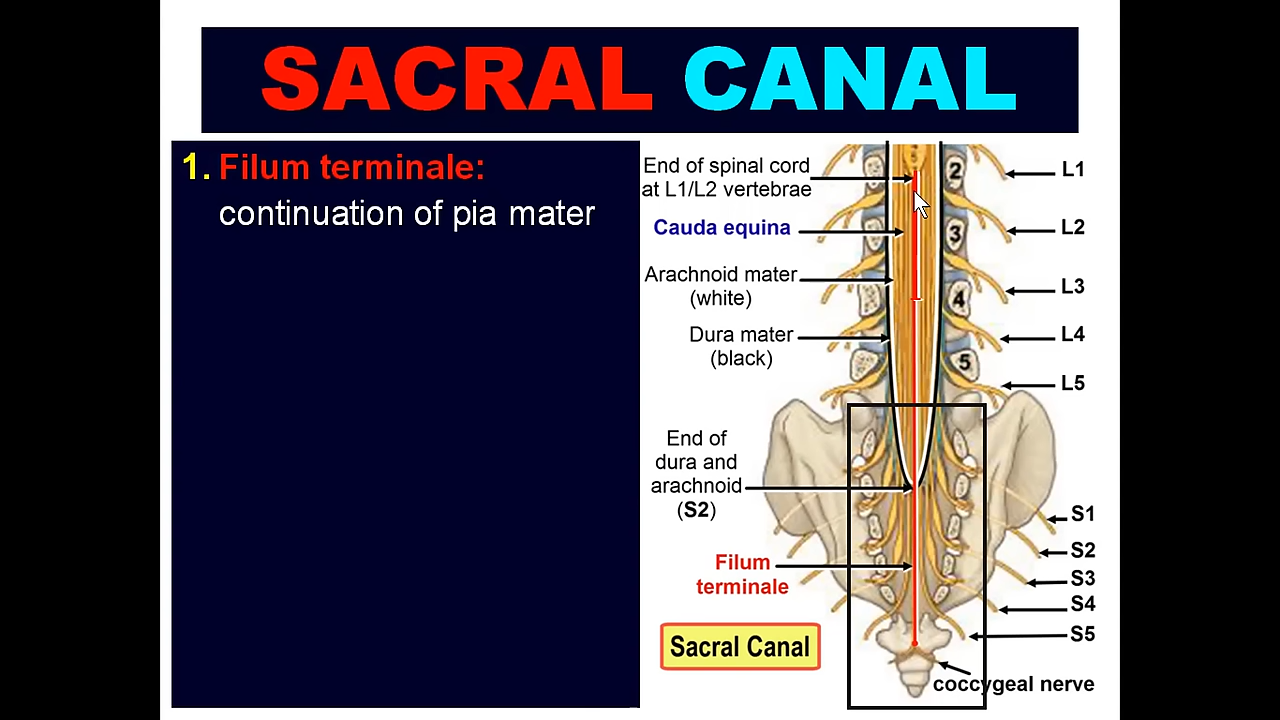 SACRAL CANAL
1. Filum terminale:
continuation of pia mater
End of spinal cord
at L1/L2 vertebrae
Cauda equina
Arachnoid mater
(white)
Dura mater
(black)
End of
dura and
arachnoid
(S2)
Filum
terminale
Sacral Canal
2
3
4
5
L1
L2
L3
L4
L5
S1
S2
S3
S4
S5
coccygeal nerve